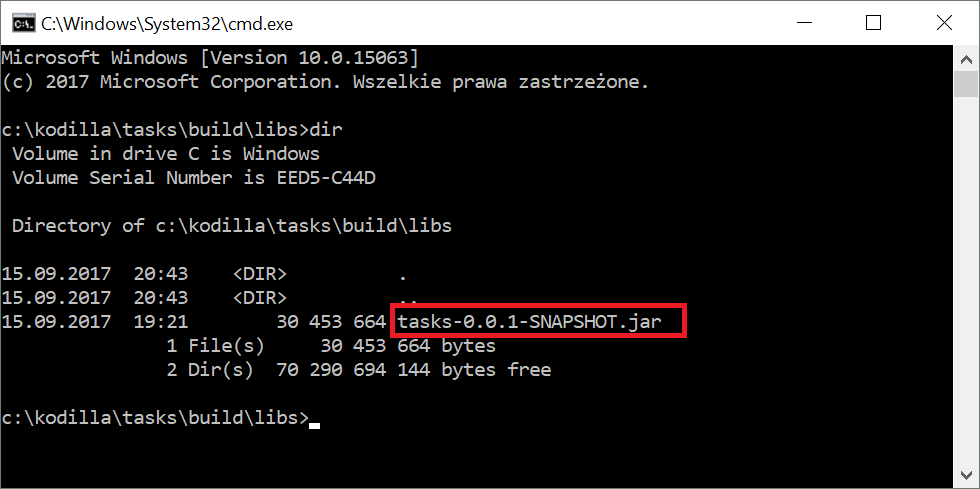 C:\Windows\System32\cmd.exe
Microsoft Windows [Version 10.0.15063]
(c) 2017 Microsoft Corporation. Wszelkie prawa zastrzeżone.
c:\kodilla\tasks\build\libs>dir
Volume in drive C is Windows
Volume Serial Number is EED5-C44D
Directory of c:\kodilla\tasks\build\libs
15.09.2017  20:43    <DIR>          .
15.09.2017  20:43    <DIR>          ..
15.09.2017  19:21        30 453 664 tasks-0.0.1-SNAPSHOT.jar
1 File(s)     30 453 664 bytes
2 Dir(s)  70 290 694 144 bytes free
c:\kodilla\tasks\build\libs>